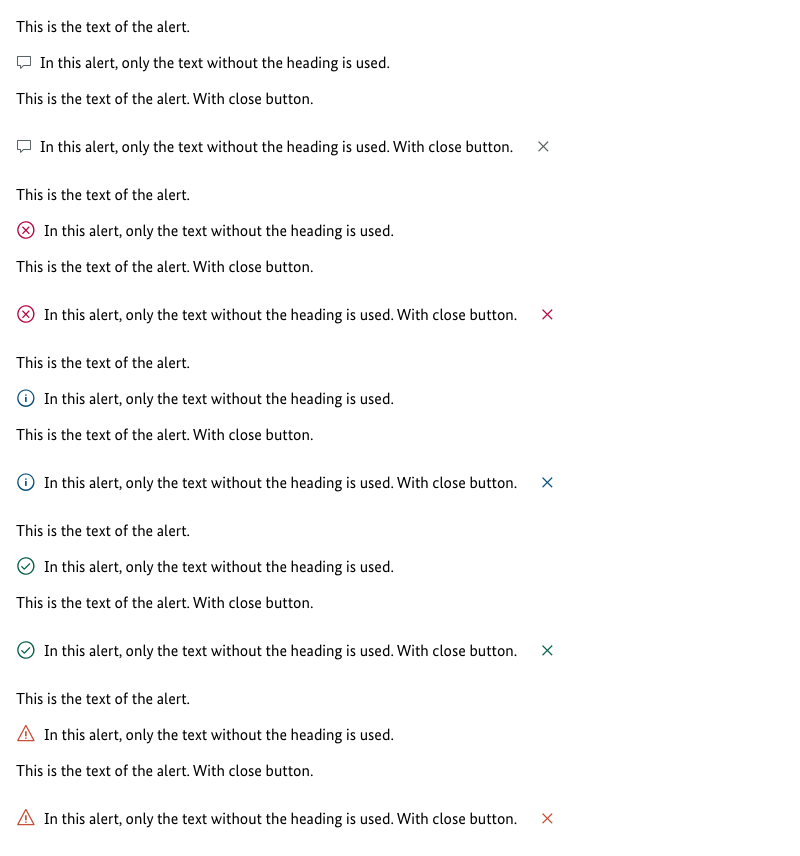 This is the text of the alert.
In this alert, only the text without the heading is used.
This is the text of the alert. With close button.
In this alert, only the text without the heading is used. With close button.
This is the text of the alert.
In this alert, only the text without the heading is used.
This is the text of the alert. With close button.
In this alert, only the text without the heading is used. With close button.
This is the text of the alert.
In this alert, only the text without the heading is used.
This is the text of the alert. With close button.
In this alert, only the text without the heading is used. With close button.
This is the text of the alert.
In this alert, only the text without the heading is used.
This is the text of the alert. With close button.
In this alert, only the text without the heading is used. With close button.
This is the text of the alert.
In this alert, only the text without the heading is used.
This is the text of the alert. With close button.
In this alert, only the text without the heading is used. With close button.